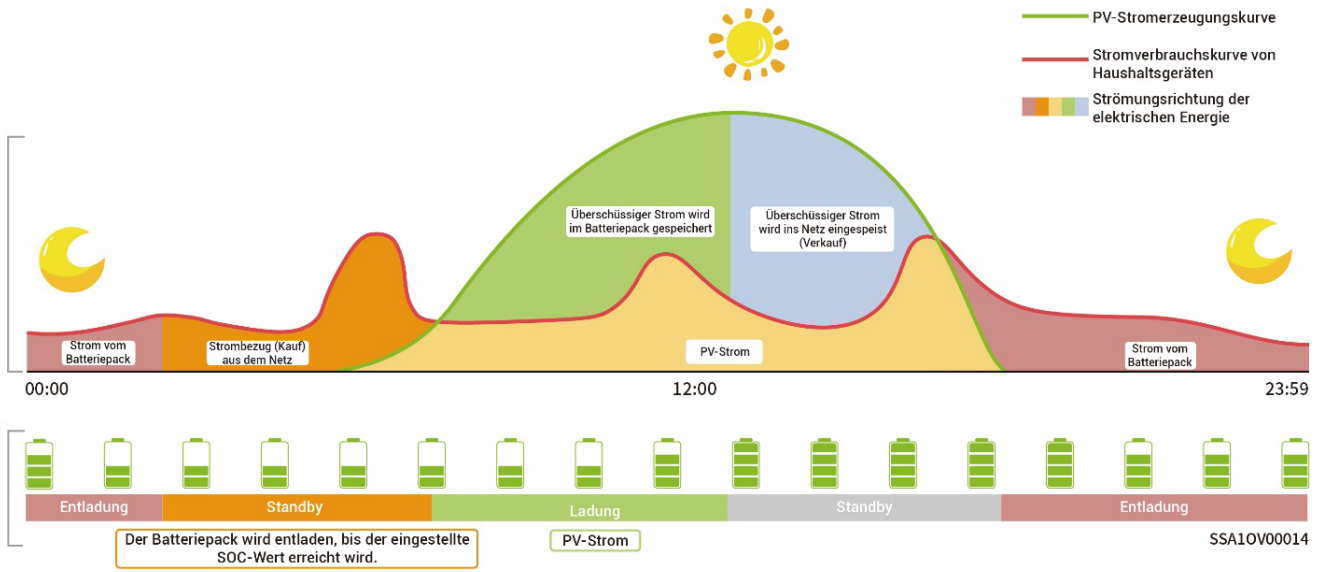 PV-Stromerzeugungskurve
Stromverbrauchskurve von
Haushaltsgeräten
Strömungsrichtung der
elektrischen Energie
Überschüssiger Strom wird
im Batteriepack gespeichert
Überschüssiger Strom
wird ins Netz eingespeist
(Verkauf)
Strom vom
Batteriepack
Strombezug (Kauf)
aus dem Netz
PV-Strom
Strom vom
Batteriepack
00:00
12:00
23:59
Entladung
Standby
Ladung
Standby
Entladung
Der Batteriepack wird entladen, bis der eingestellte
SOC-Wert erreicht wird.
PV-Strom
SSA1OV00014